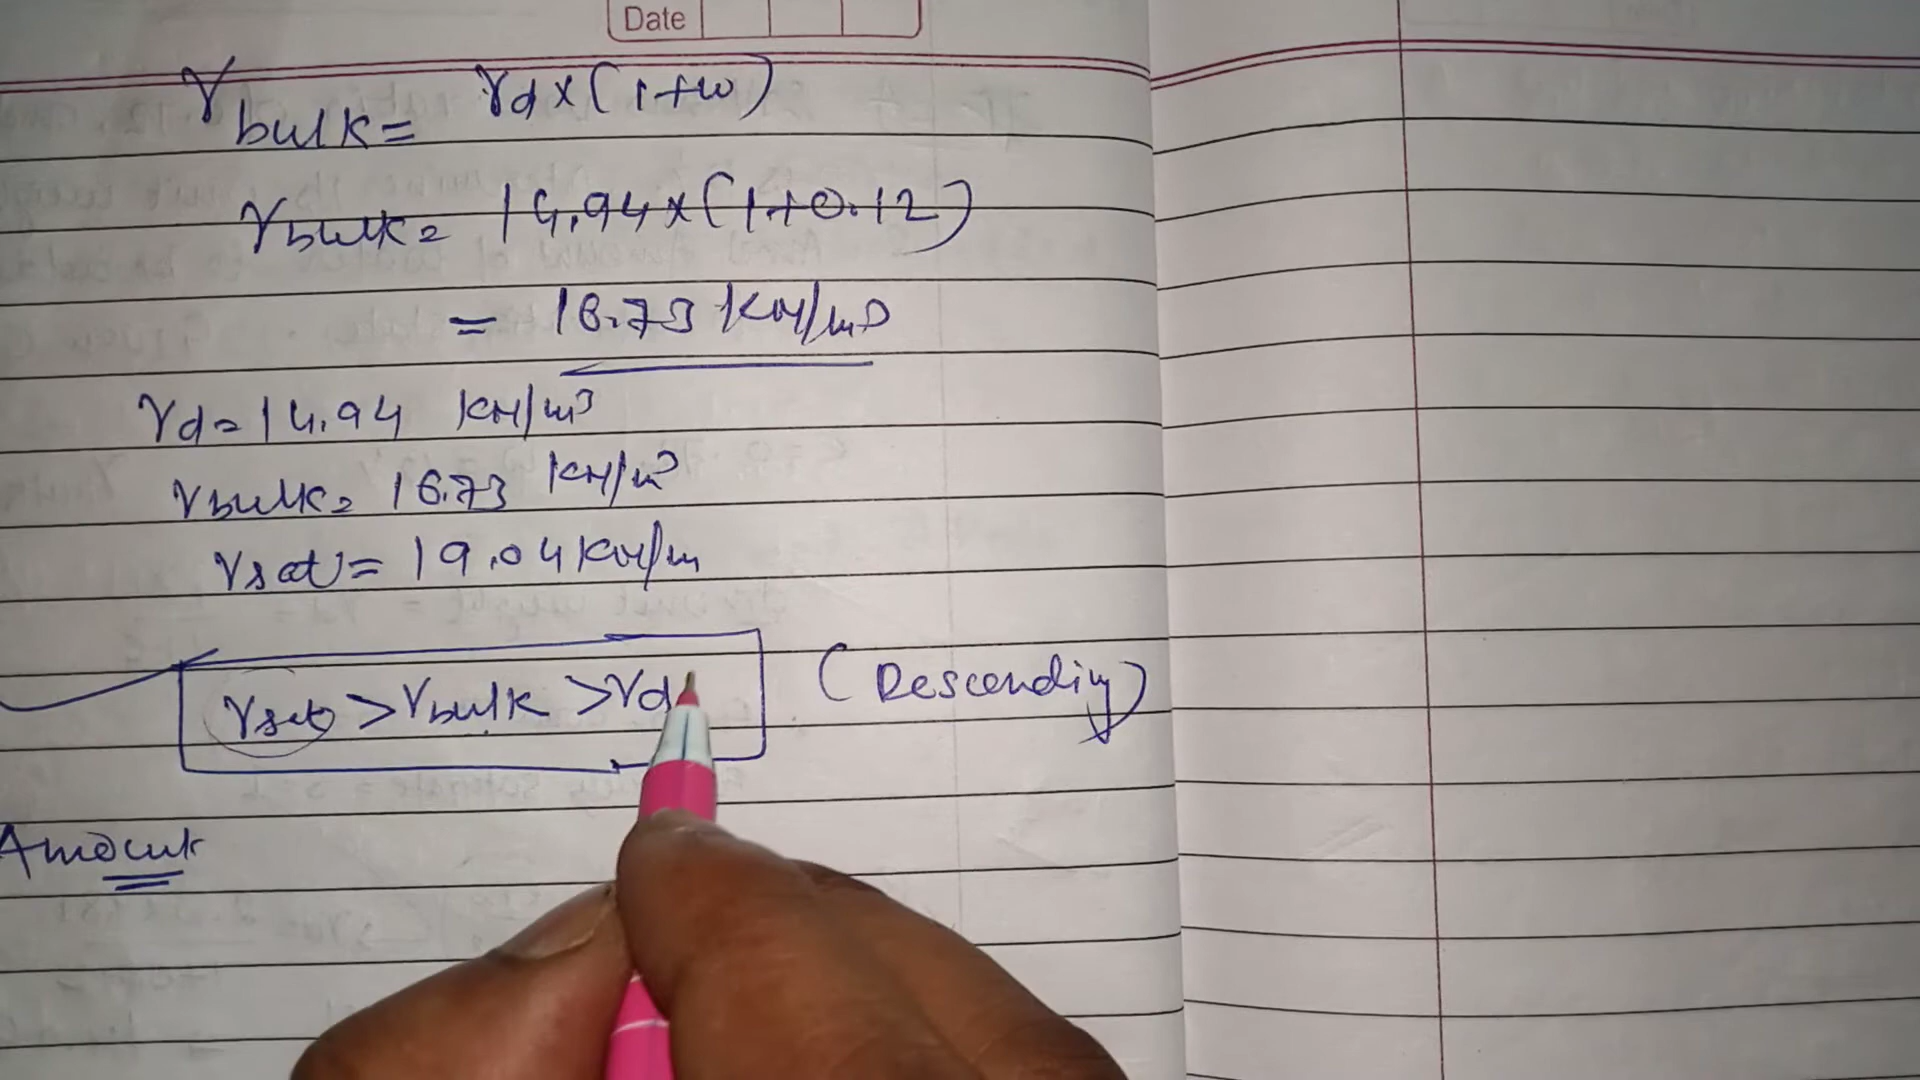 Date
γbulk = γd x (1+w)
γbulk = 14.94 x (1+0.12)
= 16.73 KN/m3
γd = 14.94 KN/m3
γbulk = 16.73 KN/m3
γsat = 19.04 KN/m
γsat > γbulk > γd (Descending)
Amount